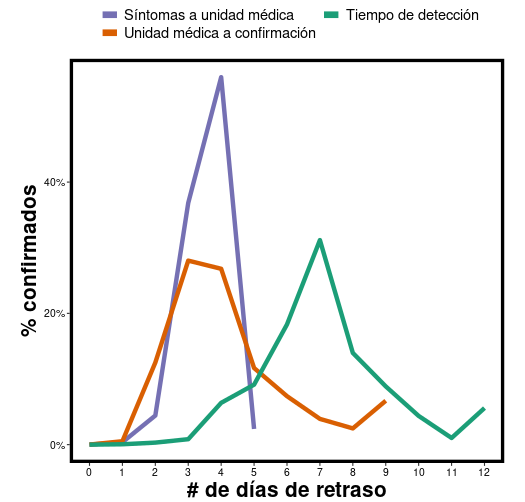 Síntomas a unidad médica
Tiempo de detección
Unidad médica a confirmación
% confirmados
40%
20%
0%
0 1 2 3 4 5 6 7 8 9 10 11 12
# de días de retraso